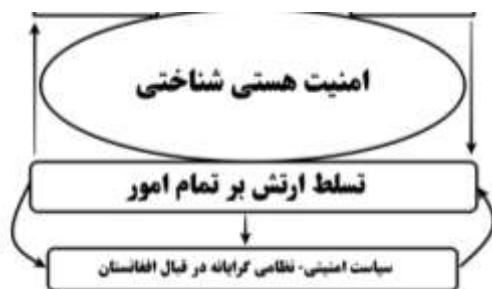 امنیت هستی شناختی
تسلط ارتش بر تمام امور
سیاست امنیتی- نظامی گرایانه در قبال افغانستان